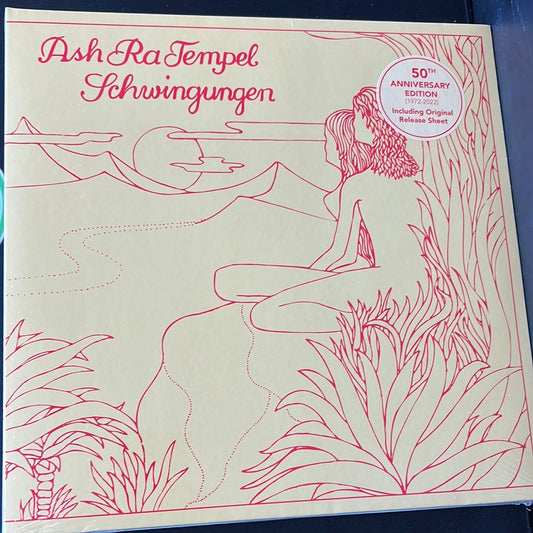 Ash Ra Tempel
Schwingungen
50TH
ANNIVERSARY
EDITION
(1972-2022)
Including Original
Release Sheet